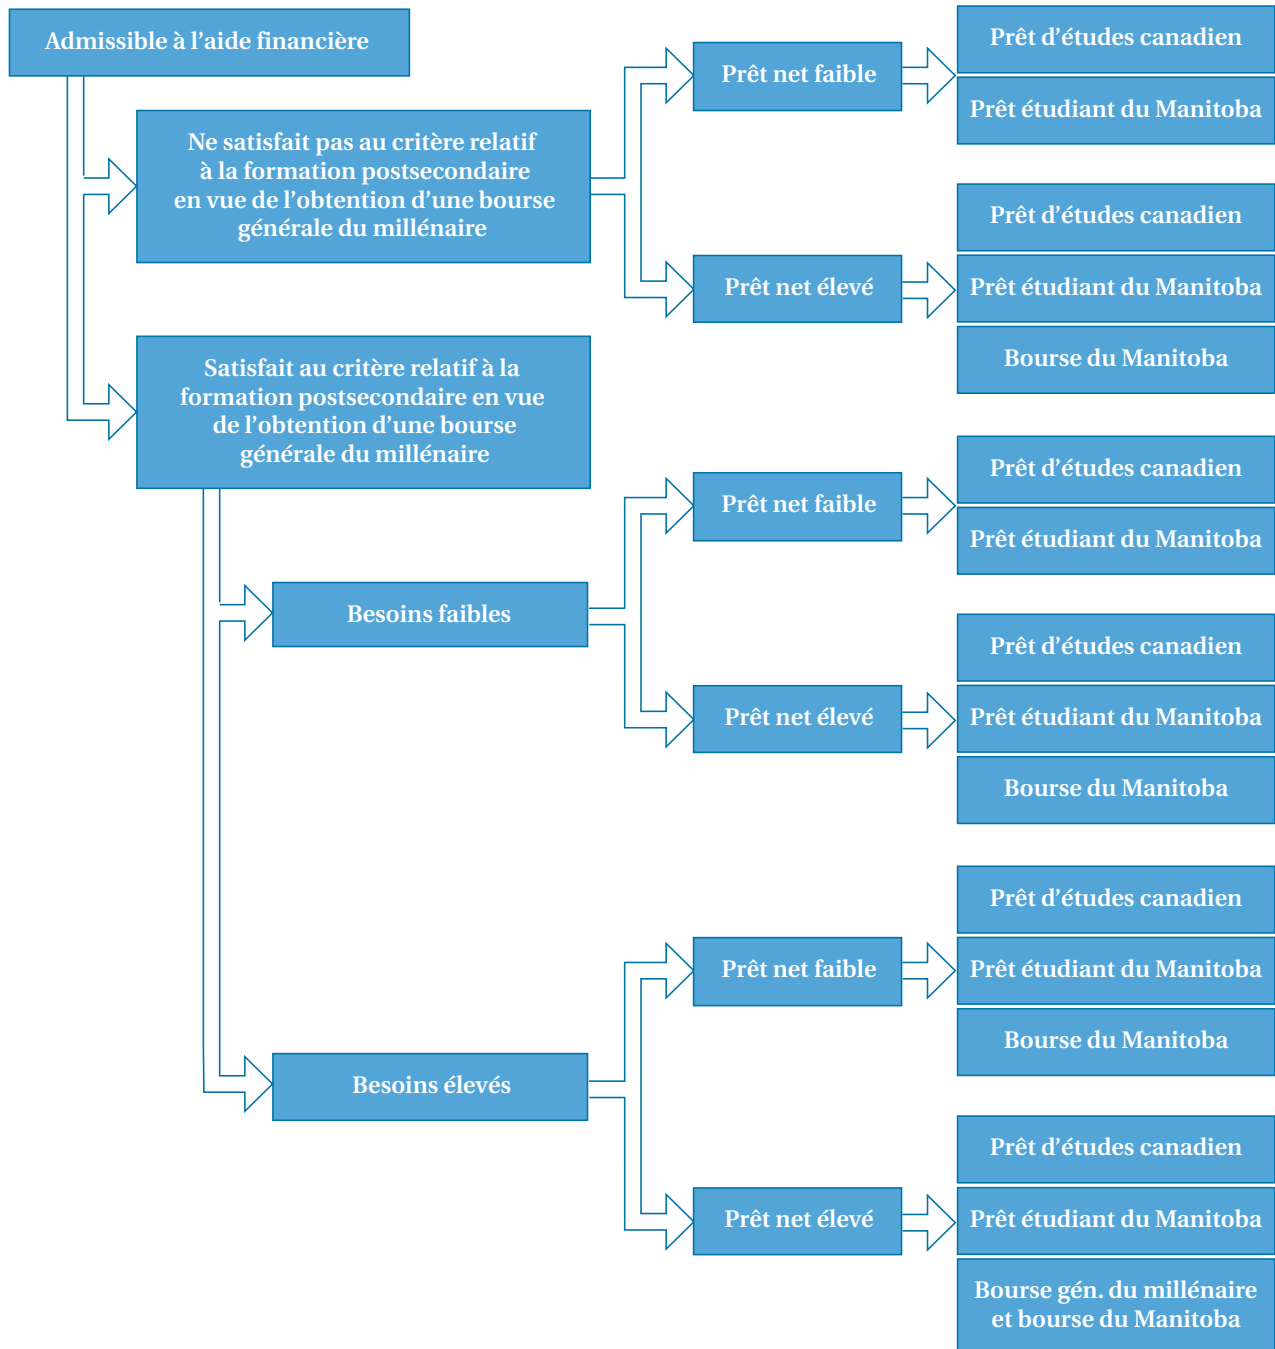 Admissible à l’aide financière
Ne satisfait pas au critère relatif
à la formation postsecondaire
en vue de l’obtention d’une bourse
générale du millénaire
Prêt net faible
Prêt d’études canadien
Prêt étudiant du Manitoba
Prêt net élevé
Prêt d’études canadien
Prêt étudiant du Manitoba
Bourse du Manitoba
Satisfait au critère relatif à la
formation postsecondaire en vue
de l’obtention d’une bourse
générale du millénaire
Besoins faibles
Prêt net faible
Prêt d’études canadien
Prêt étudiant du Manitoba
Prêt net élevé
Prêt d’études canadien
Prêt étudiant du Manitoba
Bourse du Manitoba
Besoins élevés
Prêt net faible
Prêt d’études canadien
Prêt étudiant du Manitoba
Bourse du Manitoba
Prêt net élevé
Prêt d’études canadien
Prêt étudiant du Manitoba
Bourse gén. du millénaire
et bourse du Manitoba